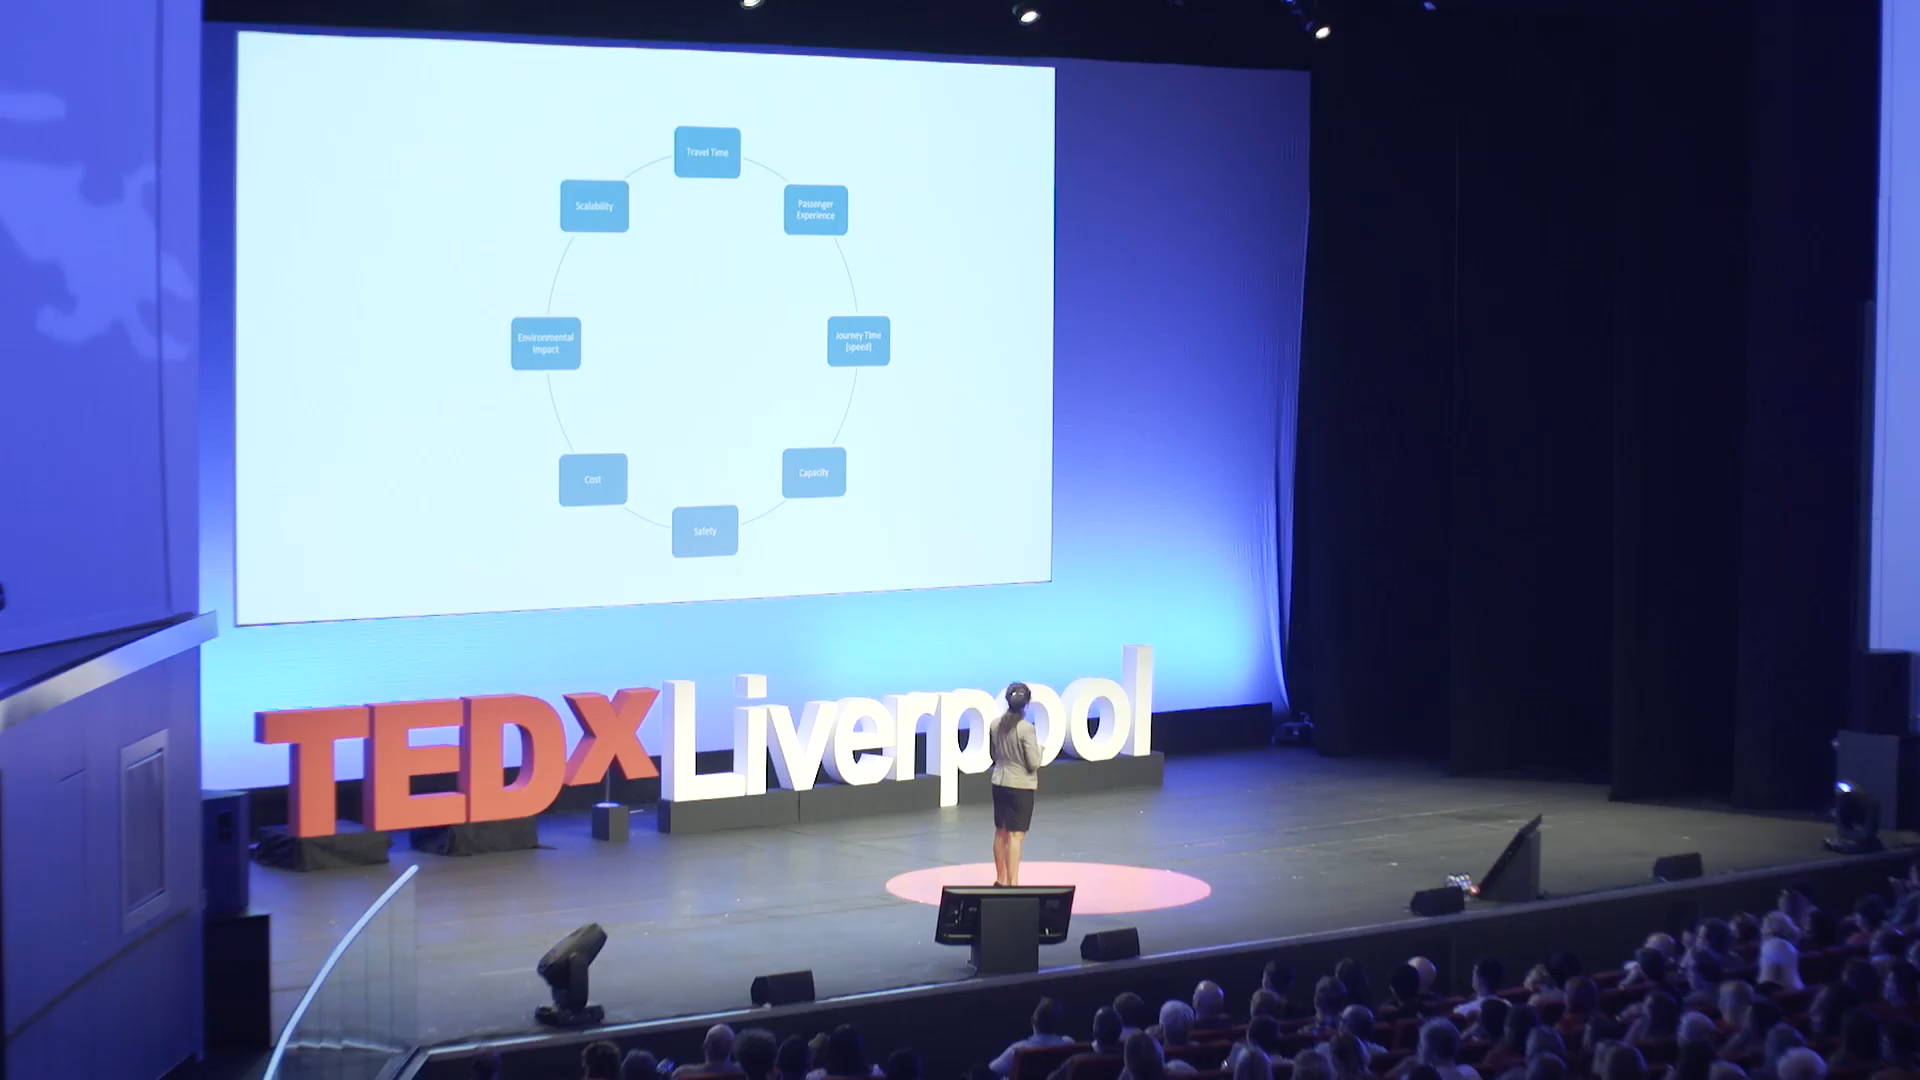 Travel Time
Scalability
Passenger
Experience
Environmental
Impact
Journey Time
(speed)
Cost
Capacity
Safety
TEDxLiverpool